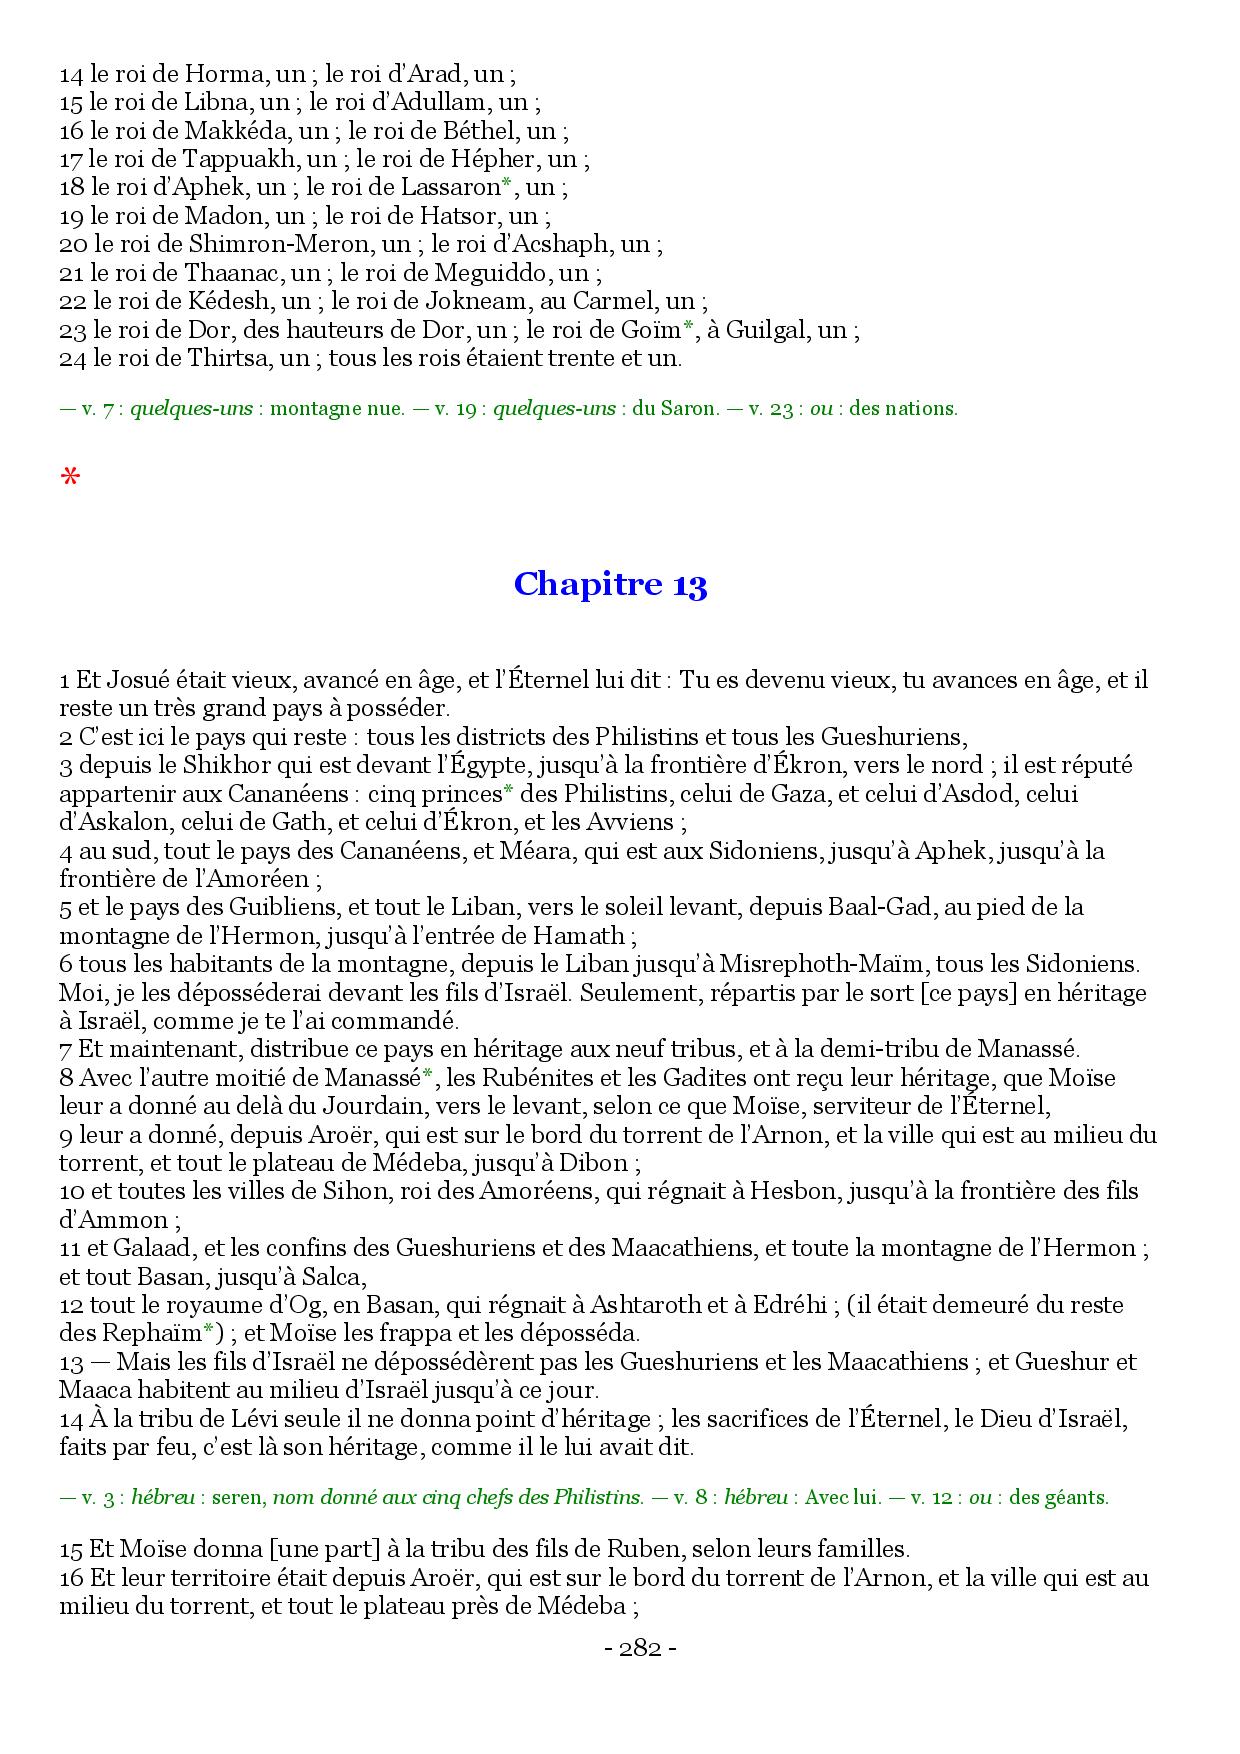 14 le roi de Horma, un ; le roi d’Arad, un ;
15 le roi de Libna, un ; le roi d’Adullam, un ;
16 le roi de Makkéda, un ; le roi de Béthel, un ;
17 le roi de Tappuakh, un ; le roi de Hépher, un ;
18 le roi d’Aphek, un ; le roi de Lassaron*, un ;
19 le roi de Madon, un ; le roi de Hatsor, un ;
20 le roi de Shimron-Meron, un ; le roi d’Acshaph, un ;
21 le roi de Thaanac, un ; le roi de Meguiddo, un ;
22 le roi de Kédesh, un ; le roi de Jokneam, au Carmel, un ;
23 le roi de Dor, des hauteurs de Dor, un ; le roi de Goïm*, à Guilgal, un ;
24 le roi de Thirtsa, un ; tous les rois étaient trente et un.
— v. 7 : quelques-uns : montagne nue. — v. 19 : quelques-uns : du Saron. — v. 23 : ou : des nations.
*
Chapitre 13
1 Et Josué était vieux, avancé en âge, et l’Éternel lui dit : Tu es devenu vieux, tu avances en âge, et il
reste un très grand pays à posséder.
2 C’est ici le pays qui reste : tous les districts des Philistins et tous les Gueshuriens,
3 depuis le Shikhor qui est devant l’Égypte, jusqu’à la frontière d’Ékron, vers le nord ; il est réputé
appartenir aux Cananéens : cinq princes* des Philistins, celui de Gaza, et celui d’Asdod, celui
d’Askalon, celui de Gath, et celui d’Ékron, et les Avviens ;
4 au sud, tout le pays des Cananéens, et Méara, qui est aux Sidoniens, jusqu’à Aphek, jusqu’à la
frontière de l’Amoréen ;
5 et le pays des Guibliens, et tout le Liban, vers le soleil levant, depuis Baal-Gad, au pied de la
montagne de l’Hermon, jusqu’à l’entrée de Hamath ;
6 tous les habitants de la montagne, depuis le Liban jusqu’à Misrephoth-Maïm, tous les Sidoniens.
Moi, je les déposséderai devant les fils d’Israël. Seulement, répartis par le sort [ce pays] en héritage
à Israël, comme je te l’ai commandé.
7 Et maintenant, distribue ce pays en héritage aux neuf tribus, et à la demi-tribu de Manassé.
8 Avec l’autre moitié de Manassé*, les Rubénites et les Gadites ont reçu leur héritage, que Moïse
leur a donné au delà du Jourdain, vers le levant, selon ce que Moïse, serviteur de l’Éternel,
9 leur a donné, depuis Aroër, qui est sur le bord du torrent de l’Arnon, et la ville qui est au milieu du
torrent, et tout le plateau de Médeba, jusqu’à Dibon ;
10 et toutes les villes de Sihon, roi des Amoréens, qui régnait à Hesbon, jusqu’à la frontière des fils
d’Ammon ;
11 et Galaad, et les confins des Gueshuriens et des Maacathiens, et toute la montagne de l’Hermon ;
et tout Basan, jusqu’à Salca,
12 tout le royaume d’Og, en Basan, qui régnait à Ashtaroth et à Edréhi ; (il était demeuré du reste
des Rephaïm*) ; et Moïse les frappa et les déposséda.
13 — Mais les fils d’Israël ne dépossédèrent pas les Gueshuriens et les Maacathiens ; et Gueshur et
Maaca habitent au milieu d’Israël jusqu’à ce jour.
14 À la tribu de Lévi seule il ne donna point d’héritage ; les sacrifices de l’Éternel, le Dieu d’Israël,
faits par feu, c’est là son héritage, comme il le lui avait dit.
— v. 3 : hébreu : seren, nom donné aux cinq chefs des Philistins. — v. 8 : hébreu : Avec lui. — v. 12 : ou : des géants.
15 Et Moïse donna [une part] à la tribu des fils de Ruben, selon leurs familles.
16 Et leur territoire était depuis Aroër, qui est sur le bord du torrent de l’Arnon, et la ville qui est au
milieu du torrent, et tout le plateau près de Médeba ;
- 282 -